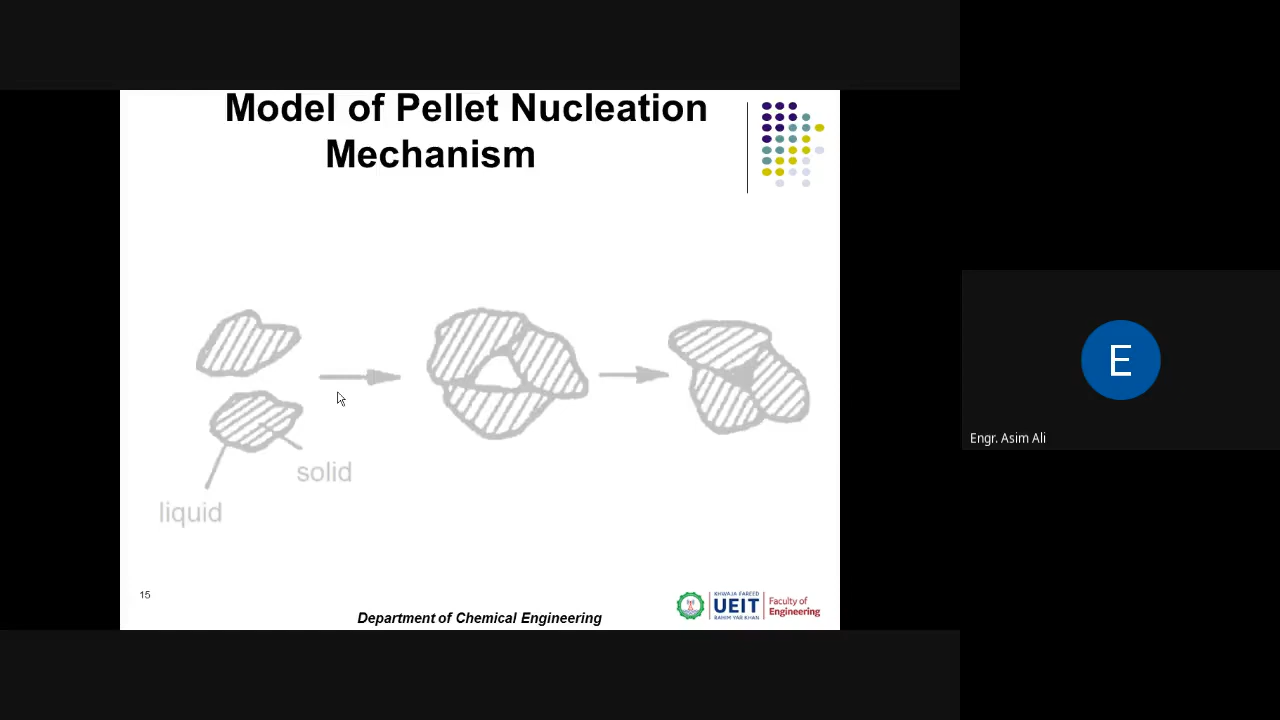 Model of Pellet Nucleation
Mechanism
solid
liquid
15
Department of Chemical Engineering
KHWAJA FAREED
UEIT
RAHIM YAR KHAN
Faculty of
Engineering
E
Engr. Asim Ali